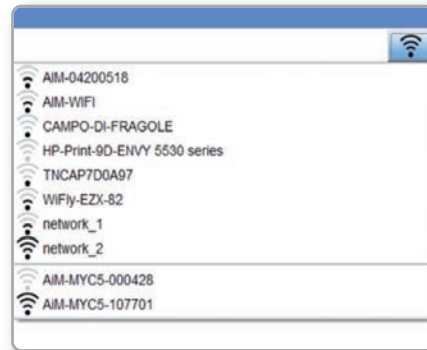 AiM-04200518
AiM-WIFI
CAMPO-DI-FRAGOLE
HP-Print-9D-ENVY 5530 series
TNCAP7D0A97
WiFly-EZX-82
network_1
network_2
AiM-MYC5-000428
AiM-MYC5-107701